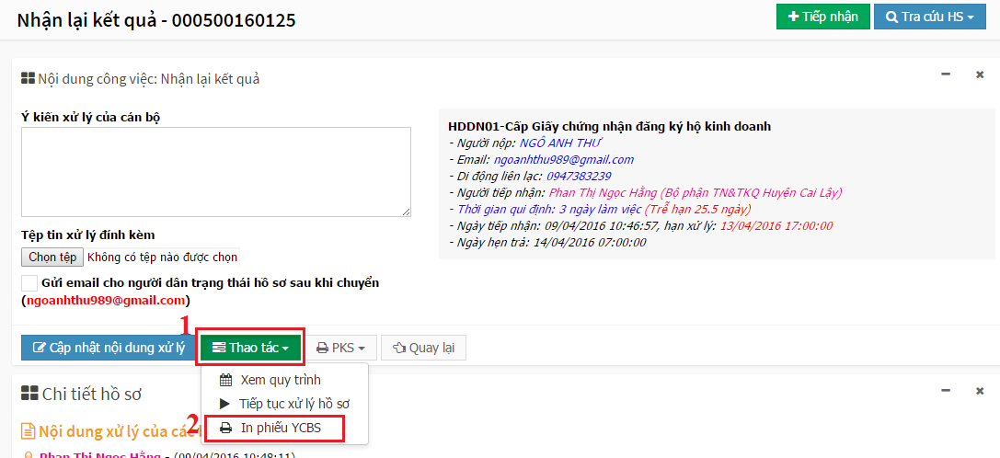 Nhận lại kết quả - 000500160125
Tiếp nhận
Tra cứu HS
Nội dung công việc: Nhận lại kết quả
Ý kiến xử lý của cán bộ
HDDN01-Cấp Giấy chứng nhận đăng ký hộ kinh doanh
- Người nộp: NGÔ ANH THƯ
- Email: ngoanhthu989@gmail.com
- Di động liên lạc: 0947383239
- Người tiếp nhận: Phan Thị Ngọc Hằng (Bộ phận TN&TKQ Huyện Cai Lậy)
- Thời gian qui định: 3 ngày làm việc (Trễ hạn 25.5 ngày)
- Ngày tiếp nhận: 09/04/2016 10:46:57, hạn xử lý: 13/04/2016 17:00:00
- Ngày hẹn trả: 14/04/2016 07:00:00
Tệp tin xử lý đính kèm
Chọn tệp Không có tệp nào được chọn
Gửi email cho người dân trạng thái hồ sơ sau khi chuyển
(ngoanhthu989@gmail.com)
1
Cập nhật nội dung xử lý
Thao tác
PKS
Quay lại
Xem quy trình
Tiếp tục xử lý hồ sơ
2
In phiếu YCBS
Chi tiết hồ sơ
Nội dung xử lý của các
Phan Thị Ngọc Hằng - (09/04/2016 10:48:11)